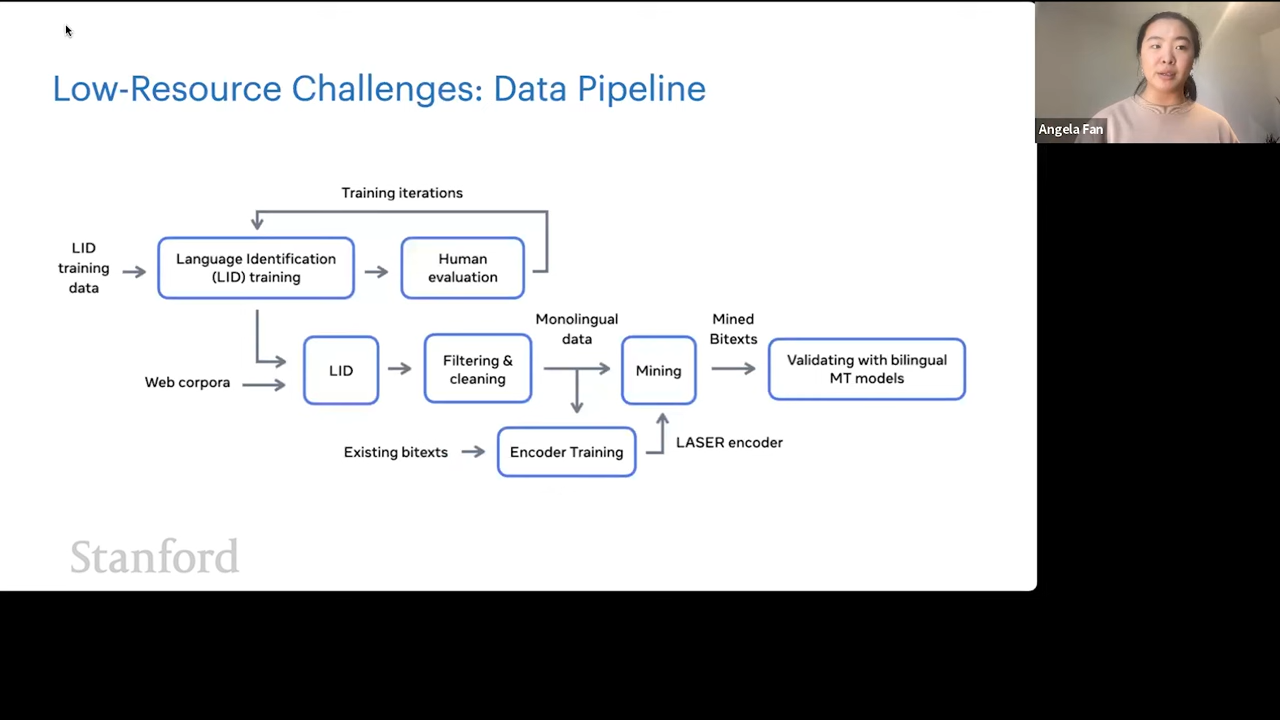 Low-Resource Challenges: Data Pipeline
Angela Fan
Training iterations
LID
training
data
Language Identification
(LID) training
Human
evaluation
Monolingual
data
Mined
Bitexts
Web corpora
LID
Filtering &
cleaning
Mining
Validating with bilingual
MT models
Existing bitexts
Encoder Training
LASER encoder
Stanford